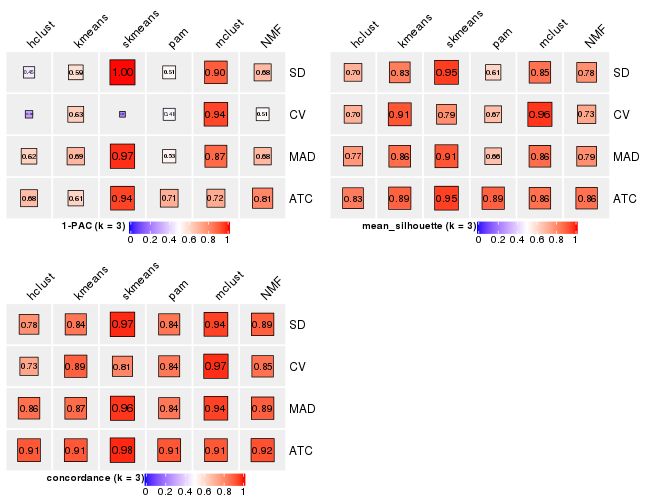 hclust kmeans skmeans pam mclust NMF
0.59 1.00 0.51 0.90 0.68 SD
0.63 0.41 0.94 0.51 CV
0.62 0.69 0.97 0.53 0.87 0.68 MAD
0.68 0.61 0.94 0.71 0.72 0.81 ATC
1-PAC (k = 3)
0 0.2 0.4 0.6 0.8 1
hclust kmeans skmeans pam mclust NMF
0.70 0.83 0.95 0.61 0.85 0.78 SD
0.70 0.91 0.79 0.67 0.96 0.73 CV
0.77 0.86 0.91 0.66 0.86 0.79 MAD
0.83 0.89 0.95 0.89 0.86 0.86 ATC
mean_silhouette (k = 3)
0 0.2 0.4 0.6 0.8 1
hclust kmeans skmeans pam mclust NMF
0.78 0.84 0.97 0.84 0.94 0.89 SD
0.73 0.89 0.81 0.84 0.97 0.85 CV
0.86 0.87 0.96 0.84 0.94 0.89 MAD
0.91 0.91 0.98 0.91 0.91 0.92 ATC
concordance (k = 3)
0 0.2 0.4 0.6 0.8 1